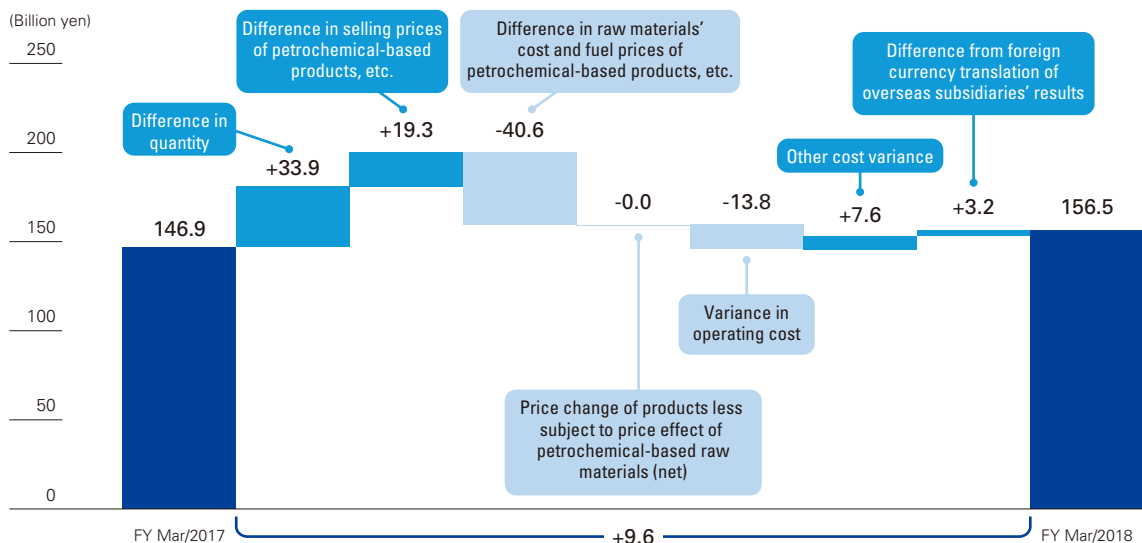 (Billion yen)
250
200
150
100
50
0
146.9
Difference in
quantity
+33.9
Difference in selling prices
of petrochemical-based
products, etc.
+19.3
Difference in raw materials’
cost and fuel prices of
petrochemical-based products, etc.
-40.6
-0.0
Price change of products less
subject to price effect of
petrochemical-based raw
materials (net)
-13.8
Variance in
operating cost
Other cost variance
+7.6
Difference from foreign
currency translation of
overseas subsidiaries’ results
+3.2
156.5
FY Mar/2017
+9.6
FY Mar/2018